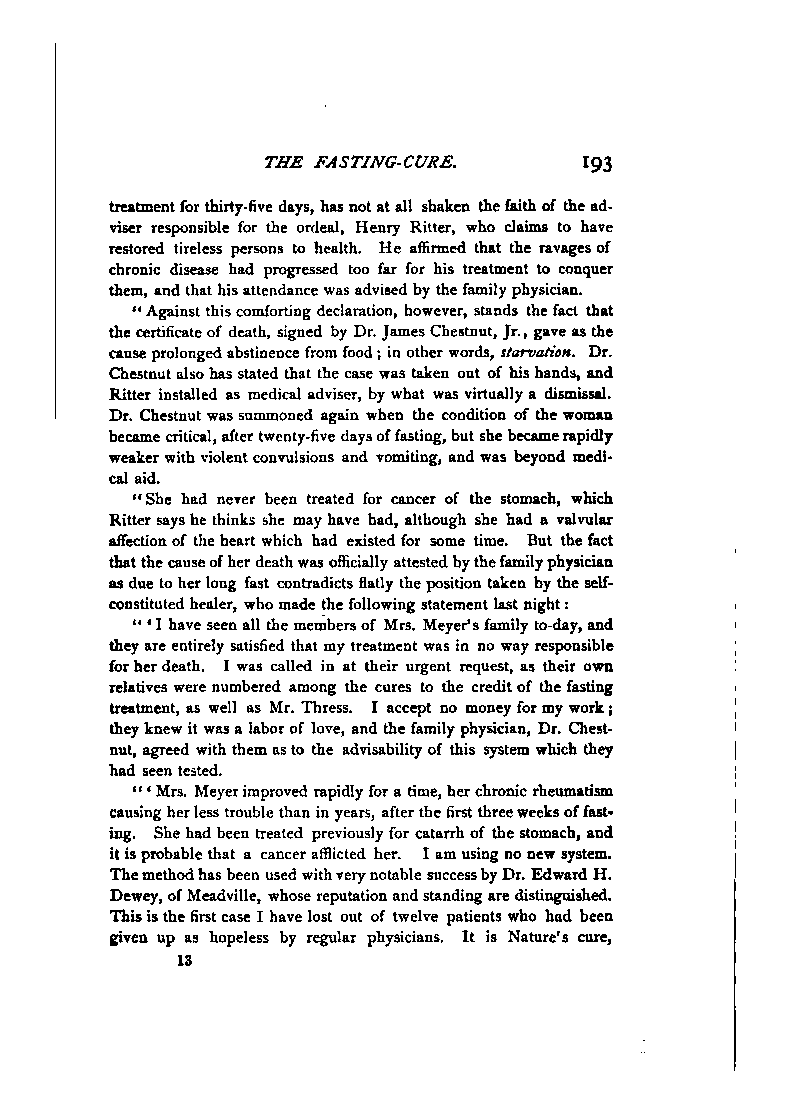 THE FASTING-CURE. 193
treatment for thirty-five days, has not at all shaken the faith of the ad-
viser responsible for the ordeal, Henry Ritter, who claims to have
restored tireless persons to health. He affirmed that the ravages of
chronic disease had progressed too far for his treatment to conquer
them, and that his attendance was advised by the family physician.
“Against this comforting declaration, however, stands the fact that
the certificate of death, signed by Dr. James Chestnut, Jr., gave as the
cause prolonged abstinence from food; in other words, starvation. Dr.
Chestnut also has stated that the case was taken out of his hands, and
Ritter installed as medical adviser, by what was virtually a dismissal.
Dr. Chestnut was summoned again when the condition of the woman
became critical, after twenty-five days of fasting, but she became rapidly
weaker with violent convulsions and vomiting, and was beyond medi-
cal aid.
“She had never been treated for cancer of the stomach, which
Ritter says he thinks she may have had, although she had a valvular
affection of the heart which had existed for some time. But the fact
that the cause of her death was officially attested by the family physician
as due to her long fast contradicts flatly the position taken by the self-
constituted healer, who made the following statement last night:
“‘I have seen all the members of Mrs. Meyer's family to-day, and
they are entirely satisfied that my treatment was in no way responsible
for her death. I was called in at their urgent request, as their own
relatives were numbered among the cures to the credit of the fasting
treatment, as well as Mr. Thress. I accept no money for my work;
they knew it was a labor of love, and the family physician, Dr. Chest-
nut, agreed with them as to the advisability of this system which they
had seen tested.
“‘Mrs. Meyer improved rapidly for a time, her chronic rheumatism
causing her less trouble than in years, after the first three weeks of fast-
ing. She had been treated previously for catarrh of the stomach, and
it is probable that a cancer afflicted her. I am using no new system.
The method has been used with very notable success by Dr. Edward H.
Dewey, of Meadville, whose reputation and standing are distinguished.
This is the first case I have lost out of twelve patients who had been
given up as hopeless by regular physicians. It is Nature's cure,
13